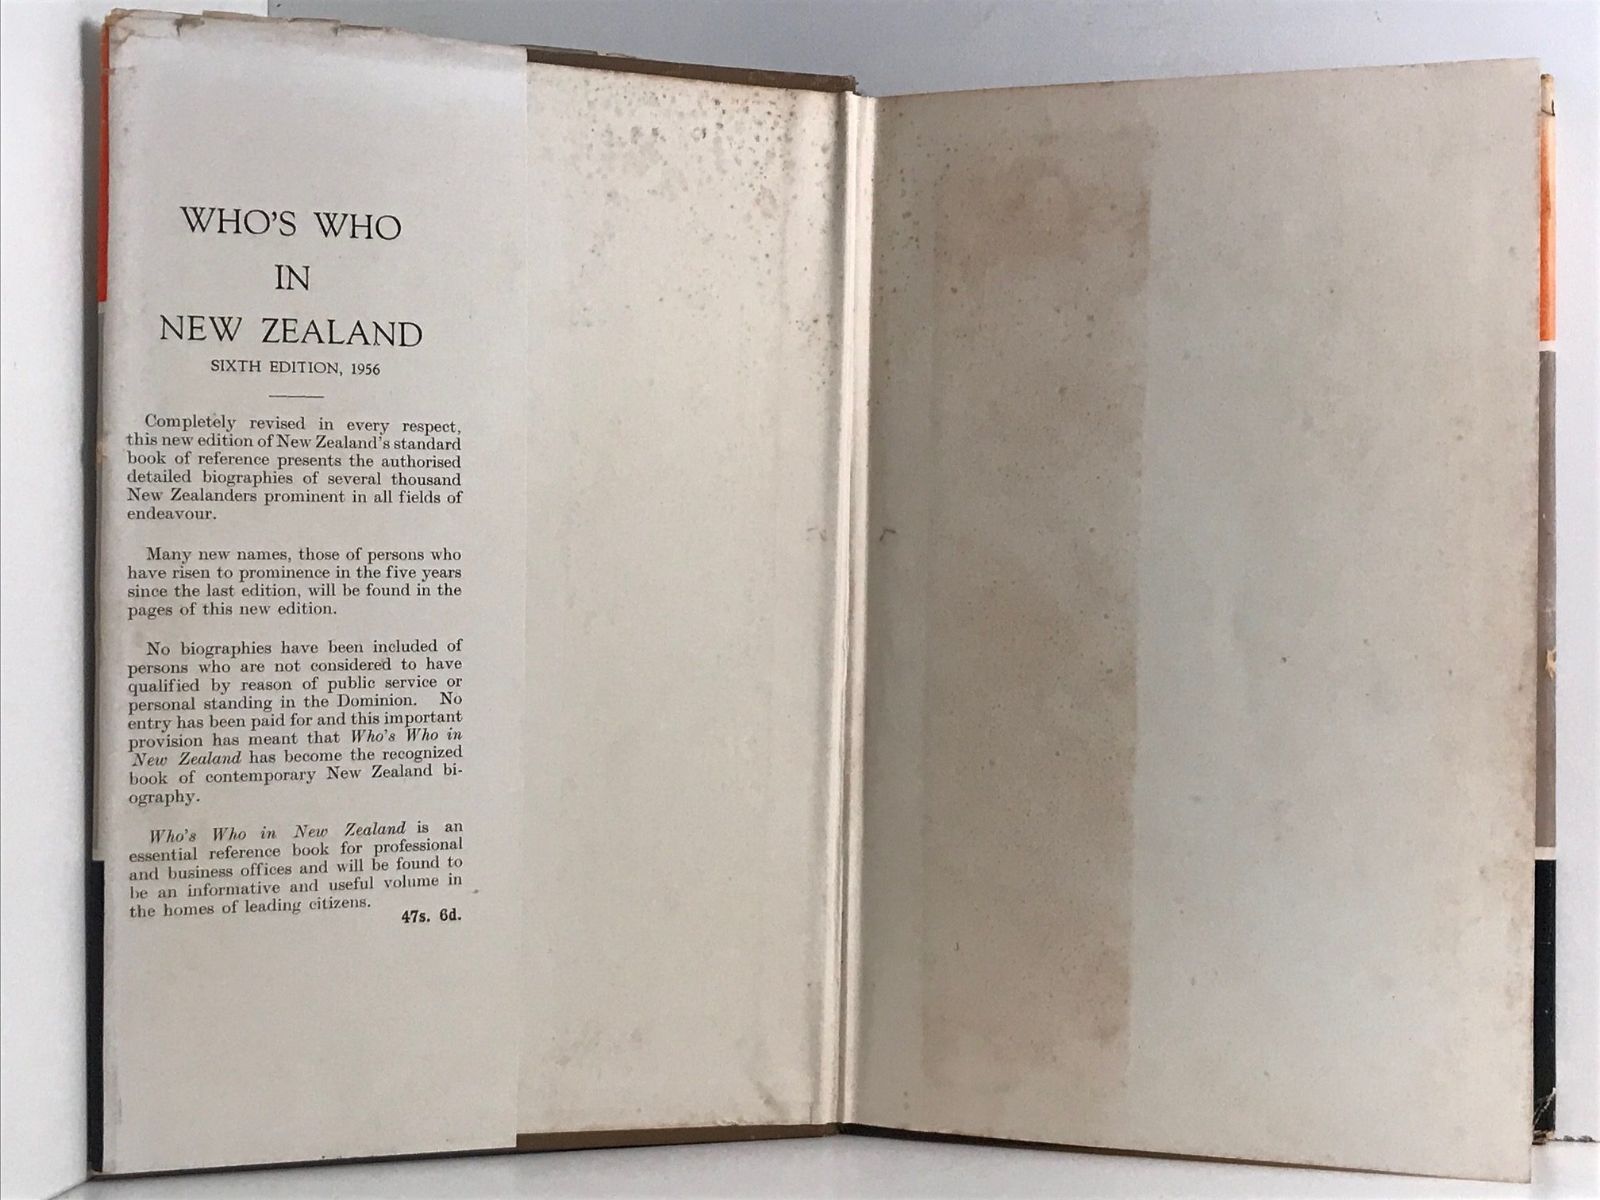 WHO'S WHO
IN
NEW ZEALAND
SIXTH EDITION, 1956
Completely revised in every respect,
this new edition of New Zealand's standard
book of reference presents the authorised
detailed biographies of several thousand
New Zealanders prominent in all fields of
endeavour.
Many new names, those of persons who
have risen to prominence in the five years
since the last edition, will be found in the
pages of this new edition.
No biographies have been included of
persons who are not considered to have
qualified by reason of public service or
personal standing in the Dominion. No
entry has been paid for and this important
provision has meant that Who's Who in
New Zealand has become the recognized
book of contemporary New Zealand bi-
ography.
Who's Who in New Zealand is an
essential reference book for professional
and business offices and will be found to
be an informative and useful volume in
the homes of leading citizens.
47s. 6d.